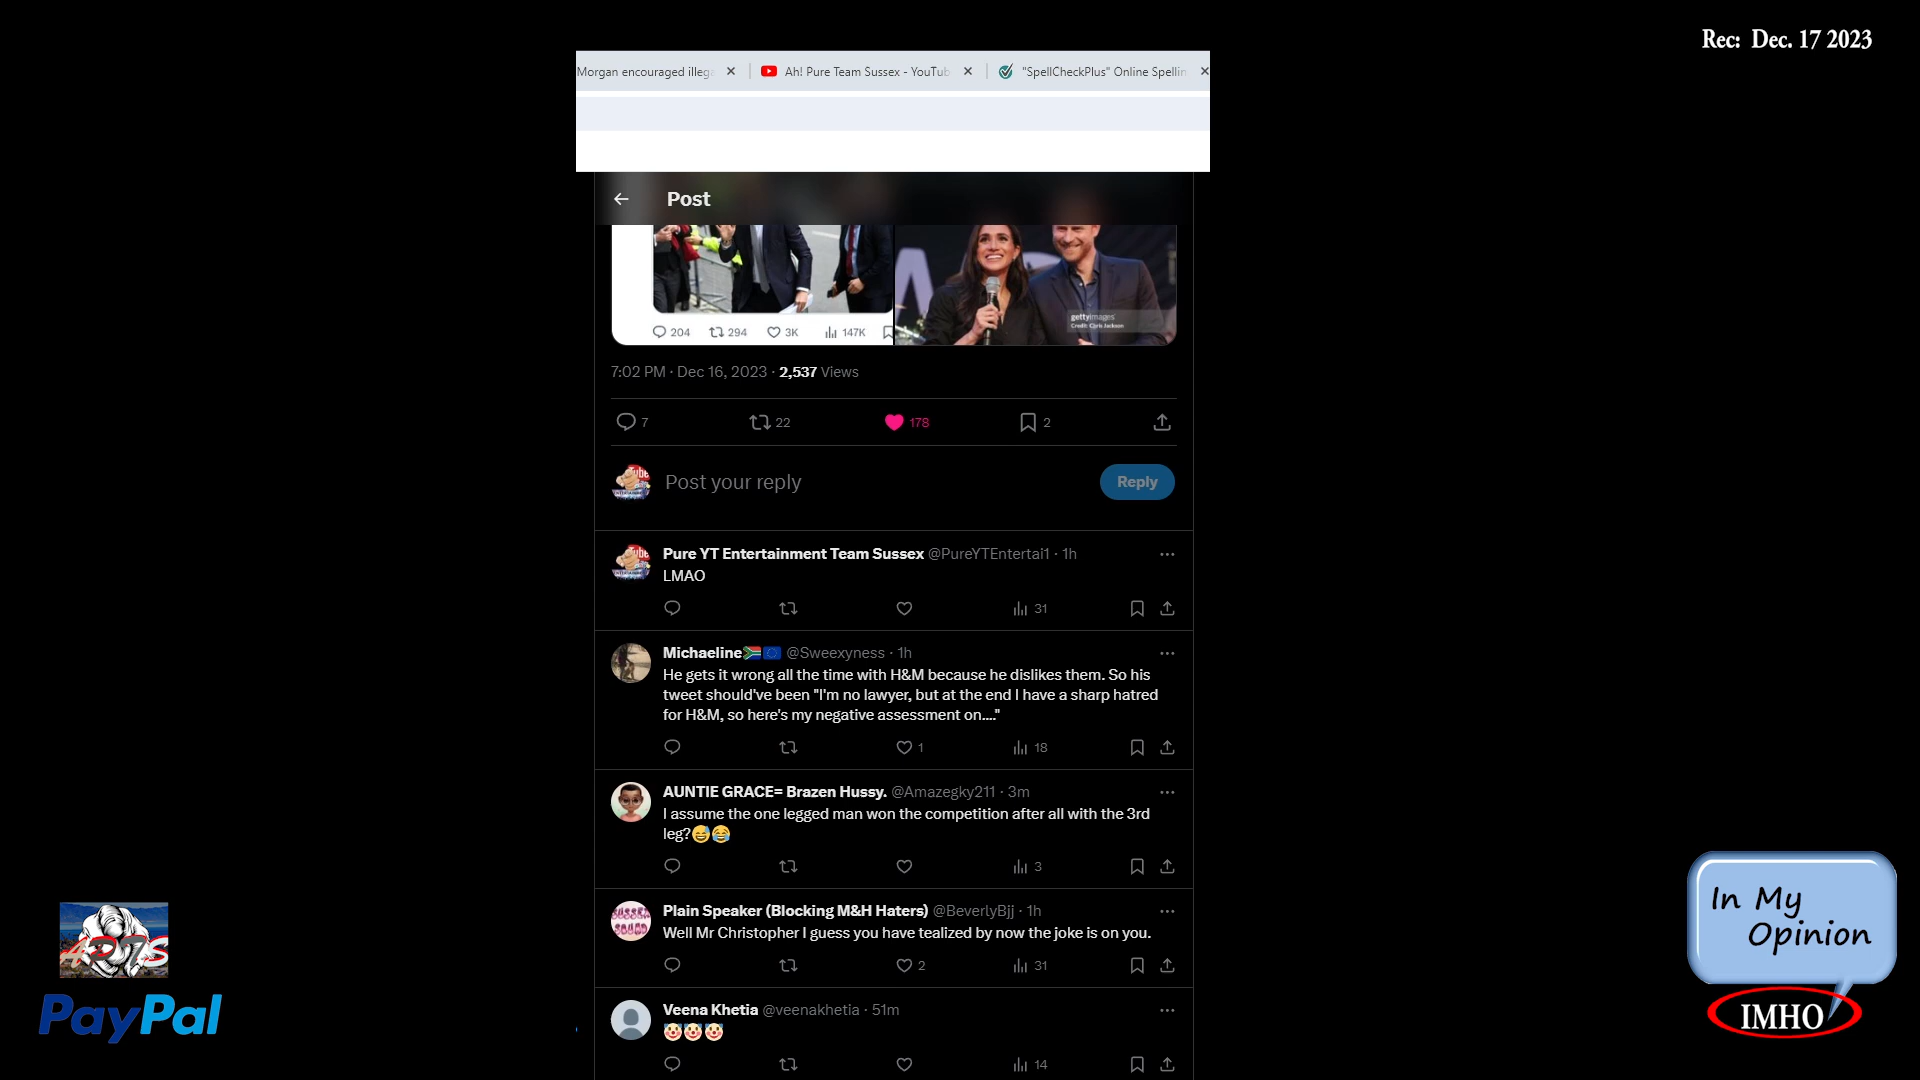 Rec: Dec. 17 2023
Morgan encouraged illeg
Ah! Pure Team Sussex - YouTub
"SpellCheckPlus" Online Spellin
Post
204 294 3K 147K
gettyimages
Credit: Chris Jackson
7:02 PM · Dec 16, 2023 · 2,537 Views
7 22 178 2
Post your reply
Reply
Pure YT Entertainment Team Sussex @PureYTEntertai1 · 1h
LMAO
31
Michaeline @Sweexyness · 1h
He gets it wrong all the time with H&M because he dislikes them. So his
tweet should've been "I'm no lawyer, but at the end I have a sharp hatred
for H&M, so here's my negative assessment on...."
1 18
AUNTIE GRACE= Brazen Hussy. @Amazegky211 · 3m
I assume the one legged man won the competition after all with the 3rd
leg?😅😂
3
Plain Speaker (Blocking M&H Haters) @BeverlyBjj · 1h
Well Mr Christopher I guess you have tealized by now the joke is on you.
2 31
Veena Khetia @veenakhetia · 51m
🤡🤡🤡
14
PayPal
In My
Opinion
IMHO